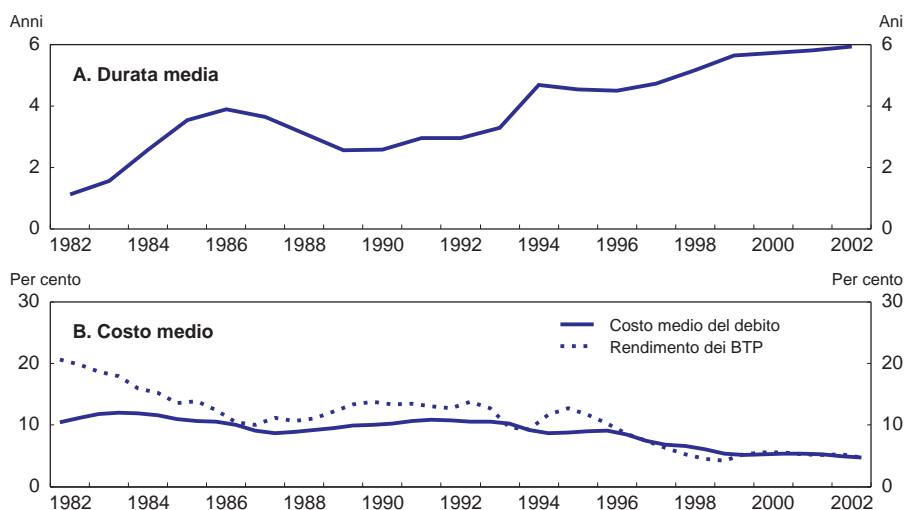 Anni Ani
6 6
A. Durata media
4 4
2 2
0 0
1982 1984 1986 1988 1990 1992 1994 1996 1998 2000 2002
Per cento Per cento
30 30
B. Costo medio
Costo medio del debito
Rendimento dei BTP
20 20
10 10
0 0
1982 1984 1986 1988 1990 1992 1994 1996 1998 2000 2002